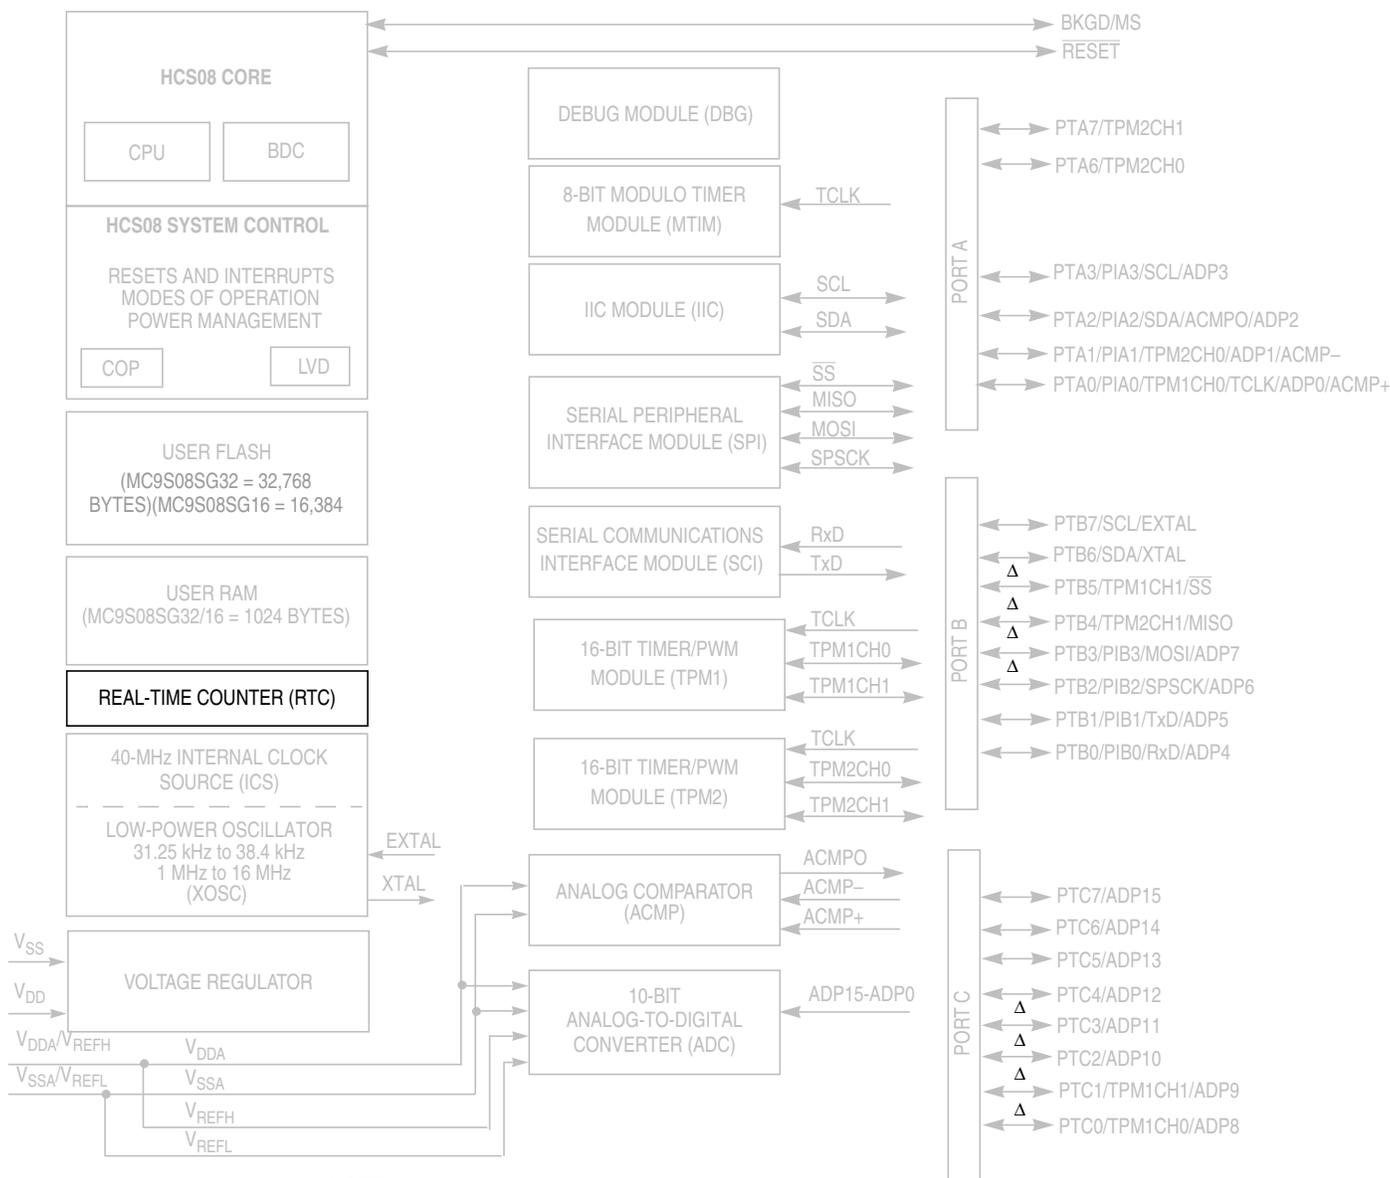 BKGD/MS
RESET
HCS08 CORE
CPU
BDC
HCS08 SYSTEM CONTROL
RESETS AND INTERRUPTS
MODES OF OPERATION
POWER MANAGEMENT
COP
LVD
USER FLASH
(MC9S08SG32 = 32,768
BYTES)(MC9S08SG16 = 16,384
USER RAM
(MC9S08SG32/16 = 1024 BYTES)
REAL-TIME COUNTER (RTC)
40-MHz INTERNAL CLOCK
SOURCE (ICS)
LOW-POWER OSCILLATOR
31.25 kHz to 38.4 kHz
1 MHz to 16 MHz
(XOSC)
EXTAL
XTAL
VSS
VDD
VOLTAGE REGULATOR
VDDA/VREFH
VSSA/VREFL
VDDA
VSSA
VREFH
VREFL
DEBUG MODULE (DBG)
8-BIT MODULO TIMER
MODULE (MTIM)
TCLK
IIC MODULE (IIC)
SCL
SDA
SERIAL PERIPHERAL
INTERFACE MODULE (SPI)
SS
MISO
MOSI
SPSCK
SERIAL COMMUNICATIONS
INTERFACE MODULE (SCI)
RxD
TxD
16-BIT TIMER/PWM
MODULE (TPM1)
TCLK
TPM1CH0
TPM1CH1
16-BIT TIMER/PWM
MODULE (TPM2)
TCLK
TPM2CH0
TPM2CH1
ANALOG COMPARATOR
(ACMP)
ACMPO
ACMP–
ACMP+
10-BIT
ANALOG-TO-DIGITAL
CONVERTER (ADC)
ADP15-ADP0
PORT A
PTA7/TPM2CH1
PTA6/TPM2CH0
PTA3/PIA3/SCL/ADP3
PTA2/PIA2/SDA/ACMPO/ADP2
PTA1/PIA1/TPM2CH0/ADP1/ACMP–
PTA0/PIA0/TPM1CH0/TCLK/ADP0/ACMP+
PORT B
PTB7/SCL/EXTAL
PTB6/SDA/XTAL
Δ
PTB5/TPM1CH1/SS
Δ
PTB4/TPM2CH1/MISO
Δ
PTB3/PIB3/MOSI/ADP7
Δ
PTB2/PIB2/SPSCK/ADP6
PTB1/PIB1/TxD/ADP5
PTB0/PIB0/RxD/ADP4
PORT C
PTC7/ADP15
PTC6/ADP14
PTC5/ADP13
PTC4/ADP12
Δ
PTC3/ADP11
Δ
PTC2/ADP10
Δ
PTC1/TPM1CH1/ADP9
Δ
PTC0/TPM1CH0/ADP8